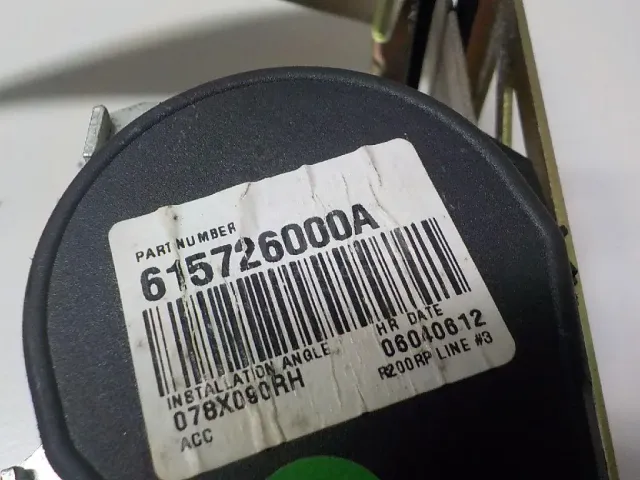 PART NUMBER
615726000A
INSTALLATION ANGLE
078X090RH
ACC
HR DATE
06040612
R200RP LINE #3